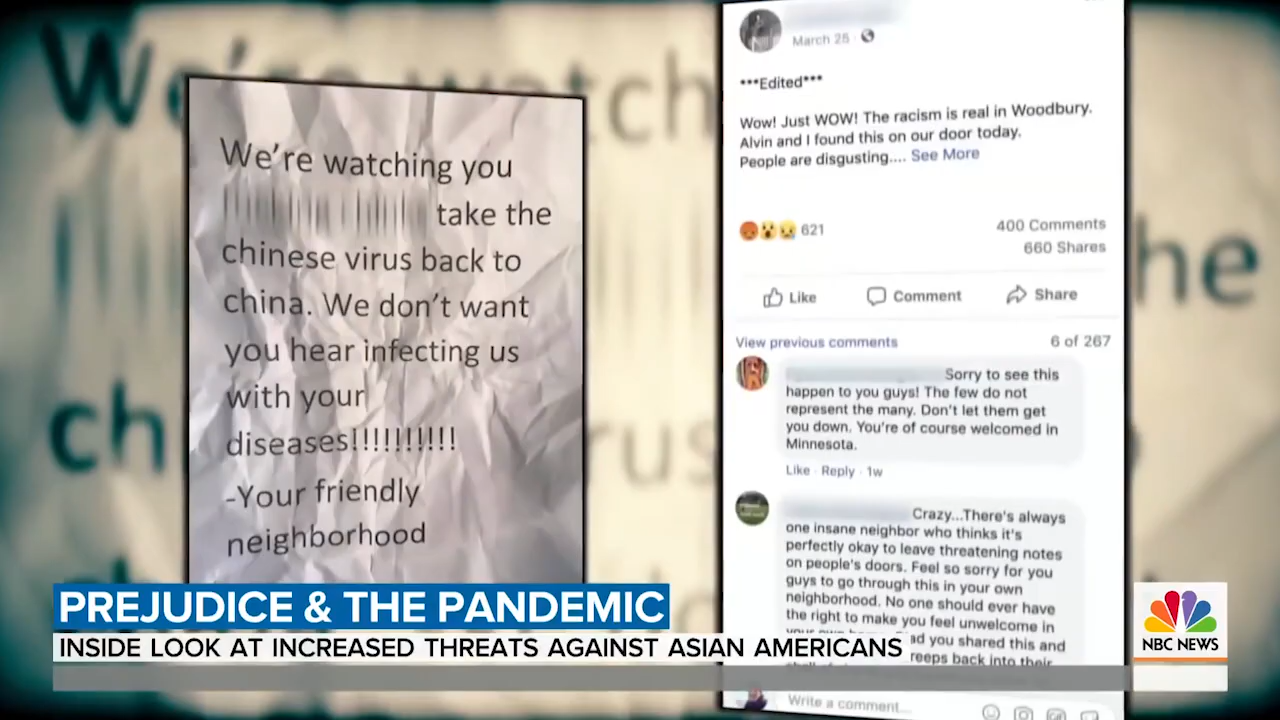 We're watching you
take the
chinese virus back to
china. We don't want
you hear infecting us
with your
diseases!!!!!!!!!!
-Your friendly
neighborhood
March 25
***Edited***
Wow! Just WOW! The racism is real in Woodbury.
Alvin and I found this on our door today.
People are disgusting.... See More
621
400 Comments
660 Shares
Like Comment Share
View previous comments 6 of 267
Sorry to see this
happen to you guys! The few do not
represent the many. Don't let them get
you down. You're of course welcomed in
Minnesota.
Like · Reply · 1w
Crazy...There's always
one insane neighbor who thinks it's
perfectly okay to leave threatening notes
on people's doors. Feel so sorry for you
guys to go through this in your own
neighborhood. No one should ever have
the right to make you feel unwelcome in
you shared this and
back into their
Write a comment...
PREJUDICE & THE PANDEMIC
INSIDE LOOK AT INCREASED THREATS AGAINST ASIAN AMERICANS
NBC NEWS